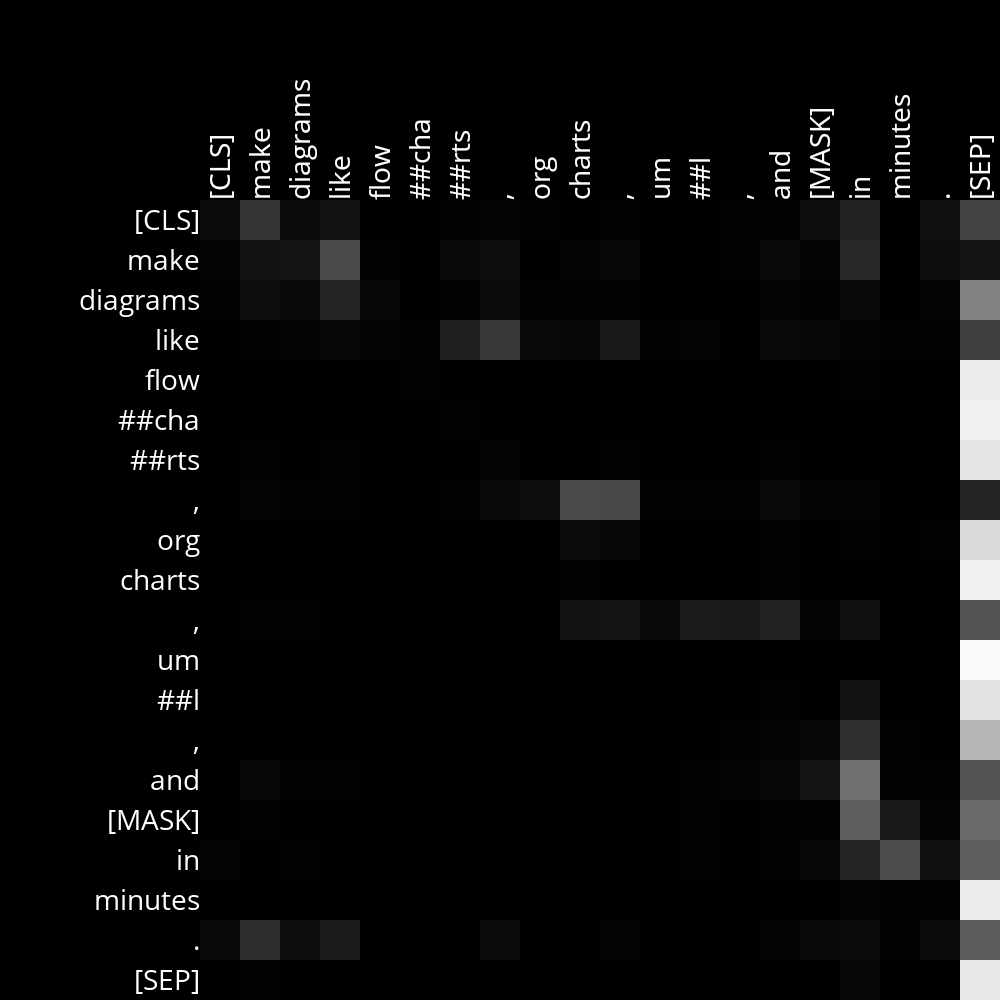 [CLS] make diagrams like flow ##cha ##rts , org charts , um ##l , and [MASK] in minutes . [SEP]
[CLS]
make
diagrams
like
flow
##cha
##rts
,
org
charts
,
um
##l
,
and
[MASK]
in
minutes
.
[SEP]